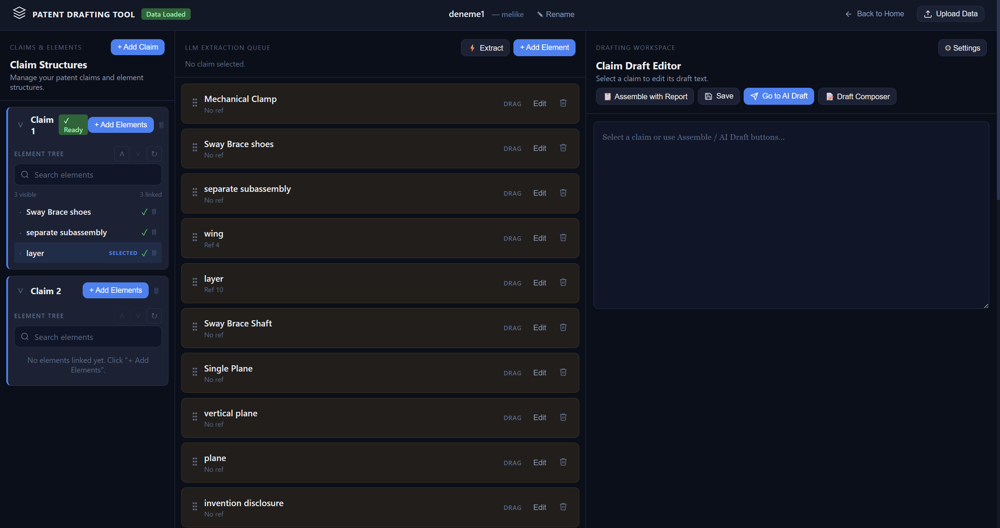 PATENT DRAFTING TOOL
Data Loaded
deneme1 — melike
Rename
Back to Home
Upload Data
CLAIMS & ELEMENTS
+ Add Claim
Claim Structures
Manage your patent claims and element
structures.
Claim
1
✓
Ready
+ Add Elements
ELEMENT TREE
Search elements
3 visible
3 linked
Sway Brace shoes
separate subassembly
layer
SELECTED
Claim 2
+ Add Elements
ELEMENT TREE
Search elements
No elements linked yet. Click "+ Add
Elements".
LLM EXTRACTION QUEUE
Extract
+ Add Element
No claim selected.
Mechanical Clamp
No ref
DRAG
Edit
Sway Brace shoes
No ref
DRAG
Edit
separate subassembly
No ref
DRAG
Edit
wing
Ref 4
DRAG
Edit
layer
Ref 10
DRAG
Edit
Sway Brace Shaft
No ref
DRAG
Edit
Single Plane
No ref
DRAG
Edit
vertical plane
No ref
DRAG
Edit
plane
No ref
DRAG
Edit
invention disclosure
No ref
DRAG
Edit
DRAFTING WORKSPACE
Settings
Claim Draft Editor
Select a claim to edit its draft text.
Assemble with Report
Save
Go to AI Draft
Draft Composer
Select a claim or use Assemble / AI Draft buttons...